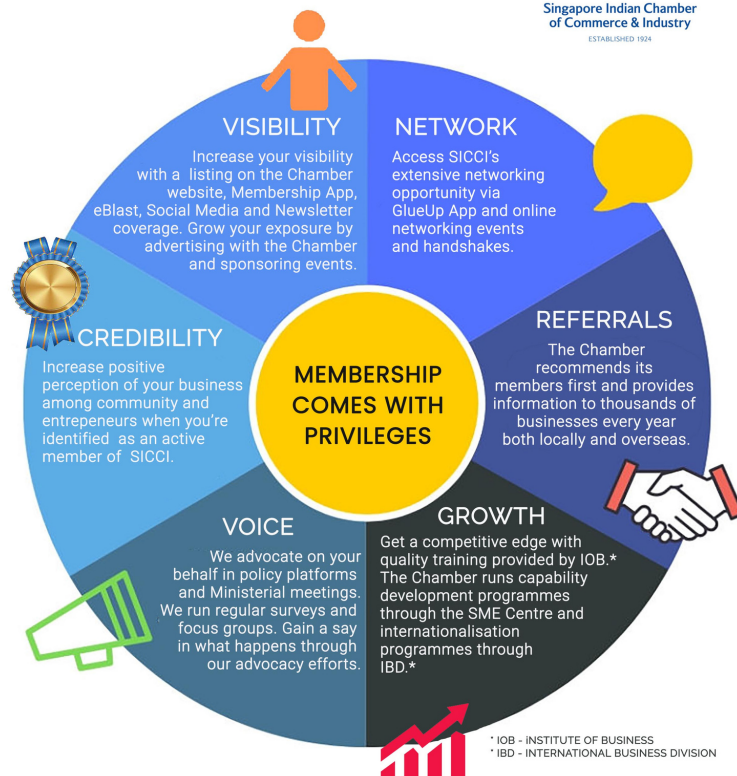 Singapore Indian Chamber
of Commerce & Industry
ESTABLISHED 1924
VISIBILITY
Increase your visibility
with a listing on the Chamber
website, Membership App,
eBlast, Social Media and Newsletter
coverage. Grow your exposure by
advertising with the Chamber
and sponsoring events.
NETWORK
Access SICCI's
extensive networking
opportunity via
GlueUp App and online
networking events
and handshakes.
CREDIBILITY
Increase positive
perception of your business
among community and
entrepeneurs when you're
identified as an active
member of SICCI.
MEMBERSHIP
COMES WITH
PRIVILEGES
REFERRALS
The Chamber
recommends its
members first and provides
information to thousands of
businesses every year
both locally and overseas.
VOICE
We advocate on your
behalf in policy platforms
and Ministerial meetings.
We run regular surveys and
focus groups. Gain a say
in what happens through
our advocacy efforts.
GROWTH
Get a competitive edge with
quality training provided by IOB.*
The Chamber runs capability
development programmes
through the SME Centre and
internationalisation
programmes through
IBD.*
* IOB - iNSTITUTE OF BUSINESS
* IBD - INTERNATIONAL BUSINESS DIVISION